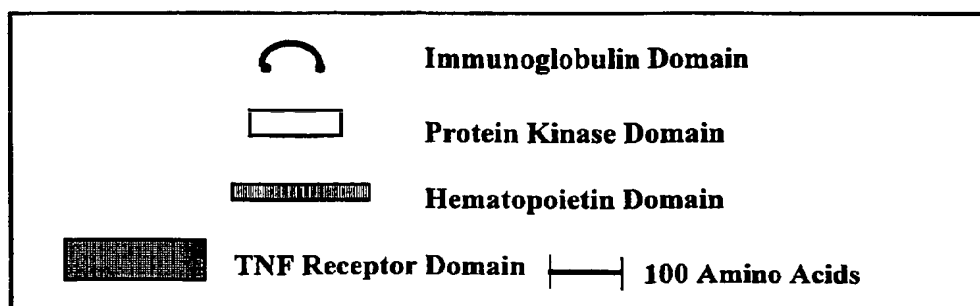 Immunoglobulin Domain
Protein Kinase Domain
Hematopoietin Domain
TNF Receptor Domain 100 Amino Acids